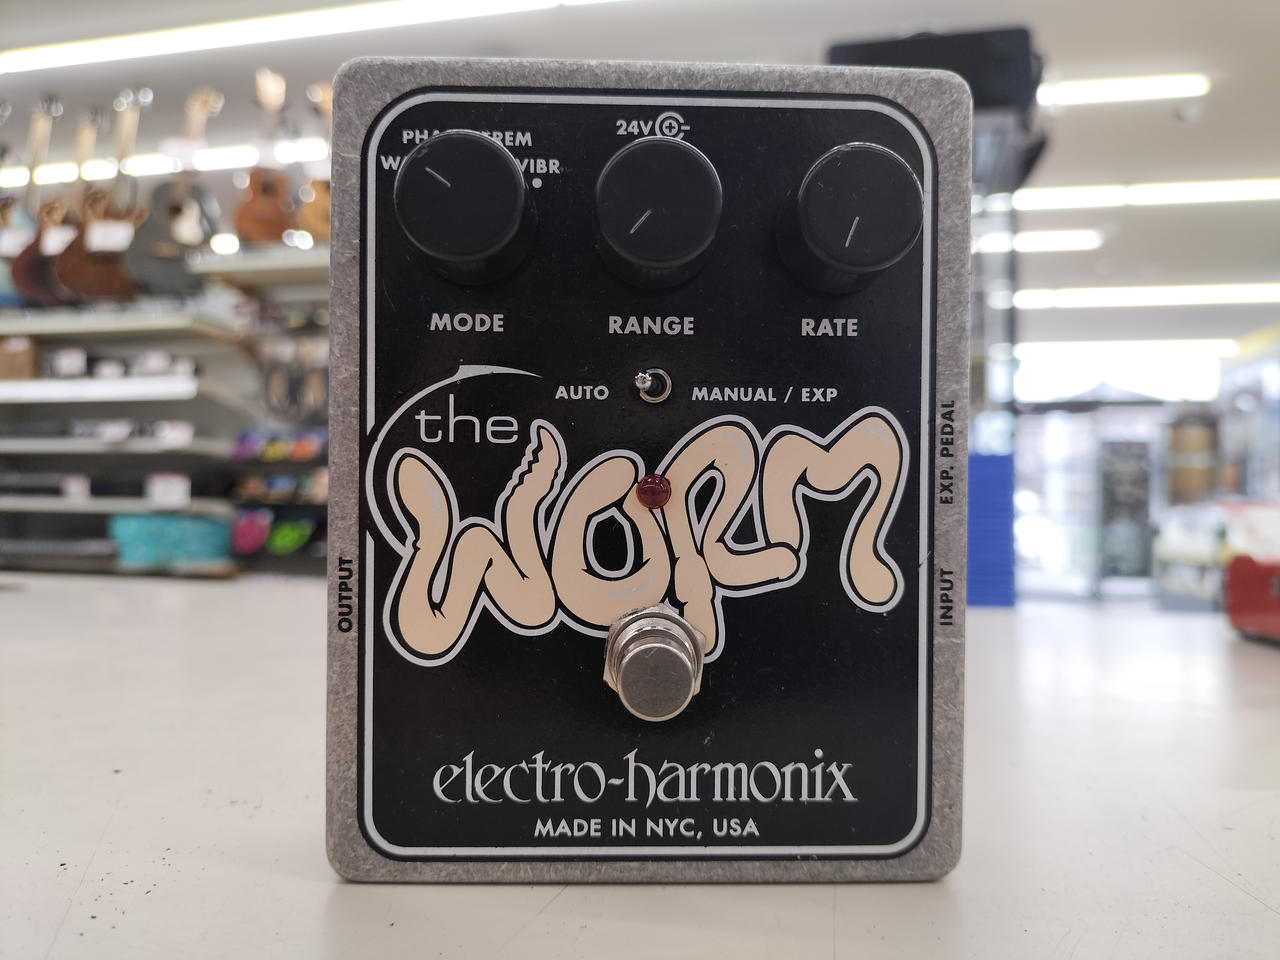 TREM
24V
VIBR
MODE
RANGE
RATE
AUTO
MANUAL / EXP
the
WORM
EXP. PEDAL
OUTPUT
INPUT
electro-harmonix
MADE IN NYC, USA